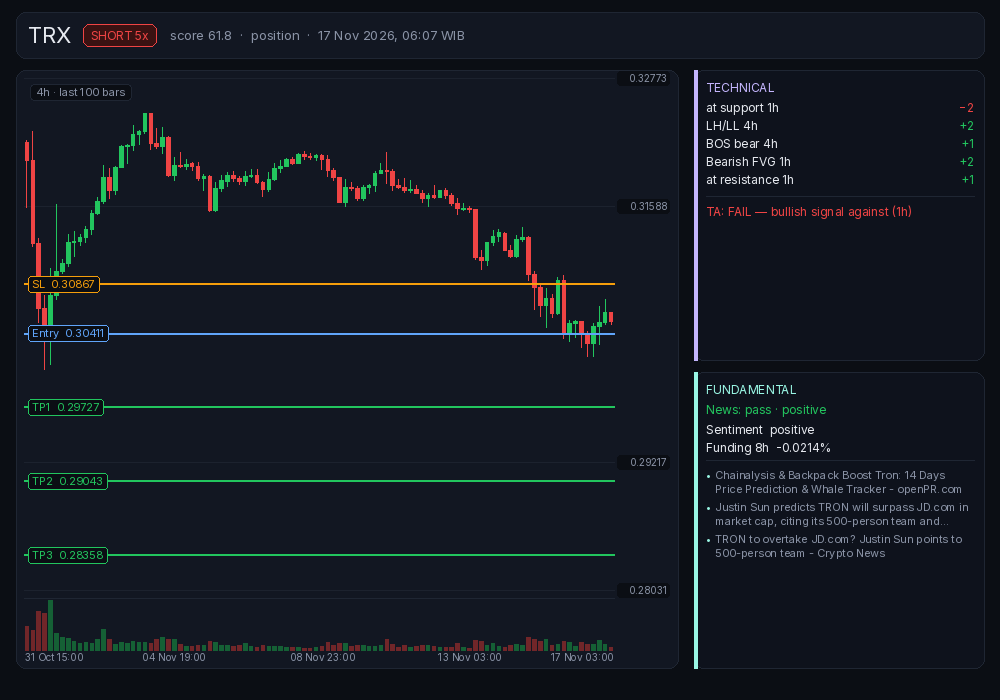 TRX SHORT 5x score 61.8 · position · 17 Nov 2026, 06:07 WIB
4h · last 100 bars
0.32773
0.31588
SL 0.30867
Entry 0.30411
TP1 0.29727
0.29217
TP2 0.29043
TP3 0.28358
0.28031
31 Oct 15:00 04 Nov 19:00 08 Nov 23:00 13 Nov 03:00 17 Nov 03:00
TECHNICAL
at support 1h −2
LH/LL 4h +2
BOS bear 4h +1
Bearish FVG 1h +2
at resistance 1h +1
TA: FAIL — bullish signal against (1h)
FUNDAMENTAL
News: pass · positive
Sentiment positive
Funding 8h -0.0214%
• Chainalysis & Backpack Boost Tron: 14 Days
Price Prediction & Whale Tracker - openPR.com
• Justin Sun predicts TRON will surpass JD.com in
market cap, citing its 500-person team and…
• TRON to overtake JD.com? Justin Sun points to
500-person team - Crypto News